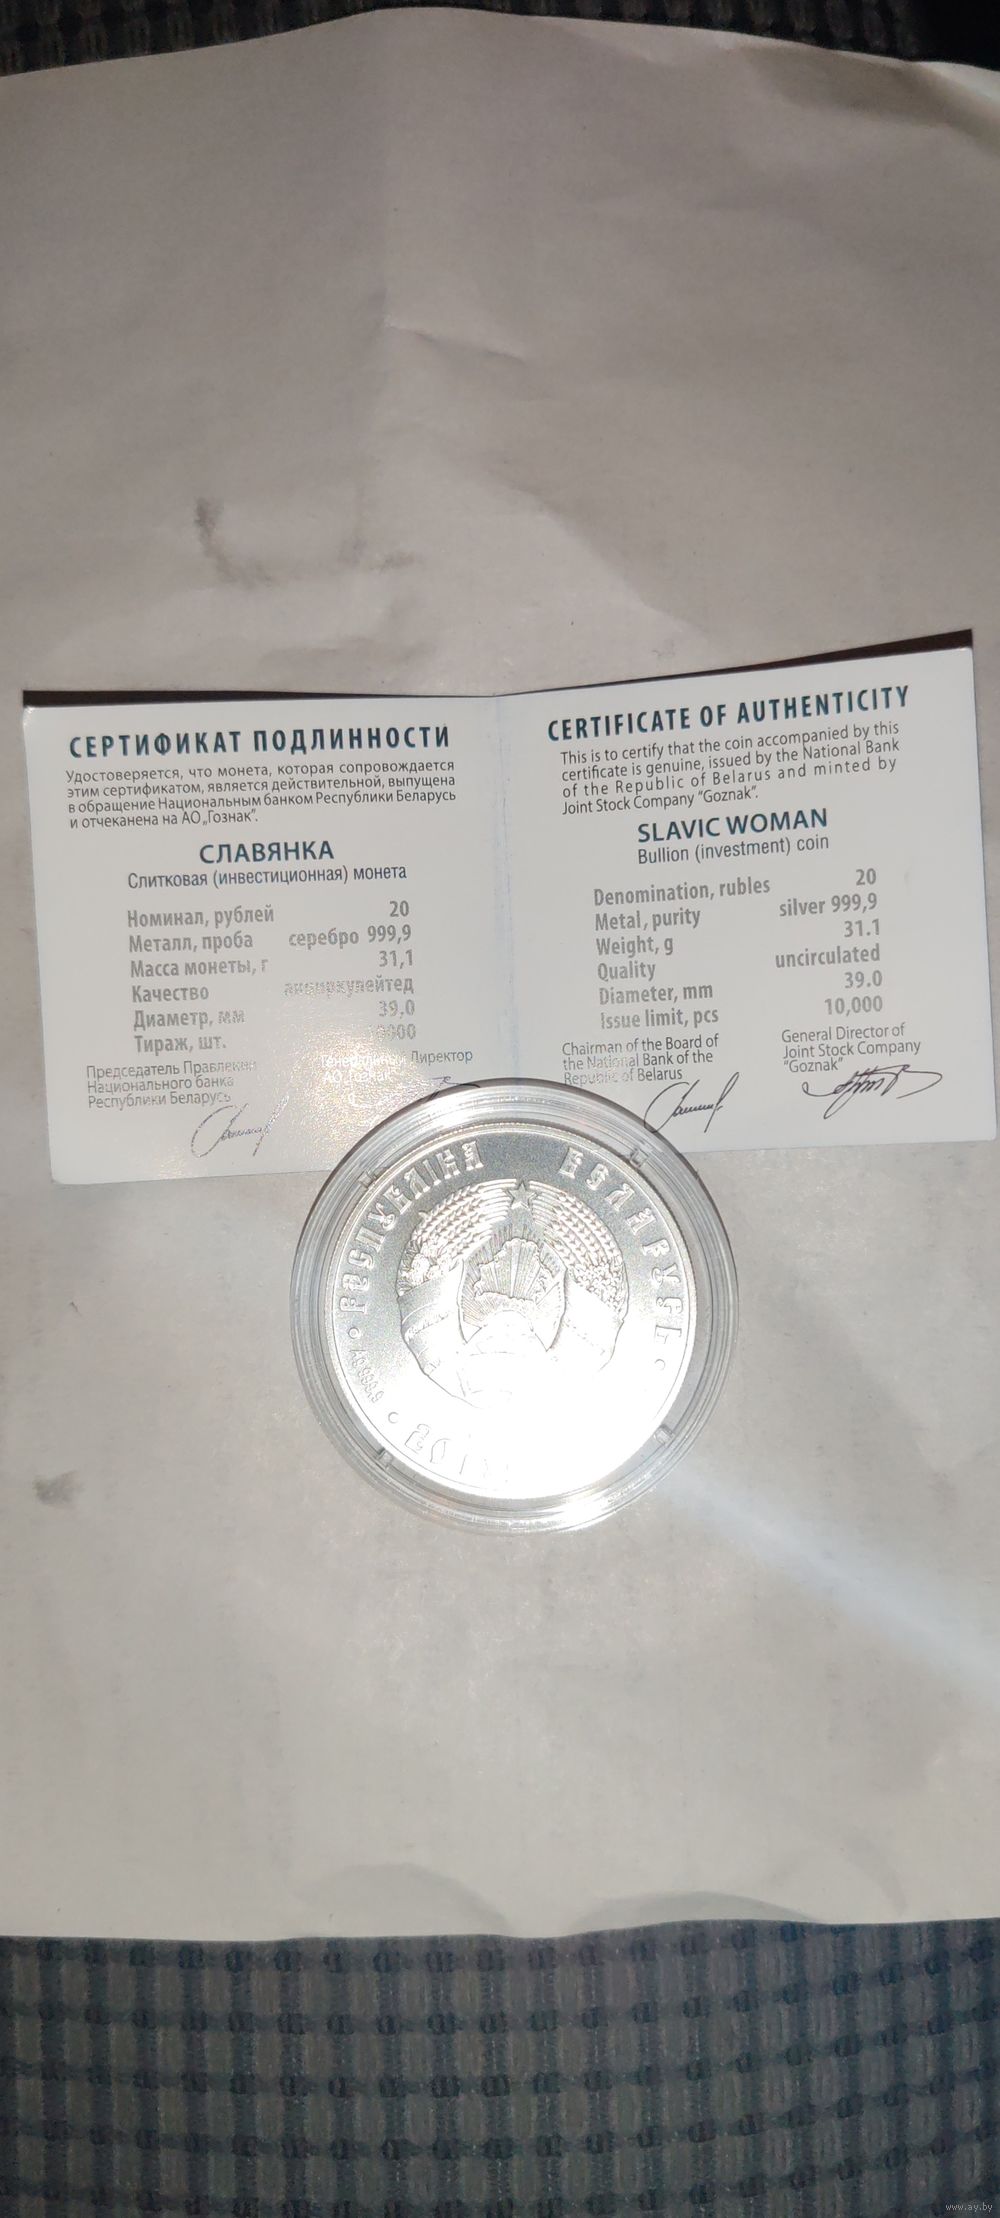 СЕРТИФИКАТ ПОДЛИННОСТИ
Удостоверяется, что монета, которая сопровождается
этим сертификатом, является действительной, выпущена
в обращение Национальным банком Республики Беларусь
и отчеканена на АО „Гознак”.
СЛАВЯНКА
Слитковая (инвестиционная) монета
Номинал, рублей 20
Металл, проба серебро 999,9
Масса монеты, г 31,1
Качество анциркулейтед
Диаметр, мм 39,0
Тираж, шт.
Председатель Правления
Национального банка
Республики Беларусь
Директор
CERTIFICATE OF AUTHENTICITY
This is to certify that the coin accompanied by this
certificate is genuine, issued by the National Bank
of the Republic of Belarus and minted by
Joint Stock Company "Goznak".
SLAVIC WOMAN
Bullion (investment) coin
Denomination, rubles 20
Metal, purity silver 999,9
Weight, g 31.1
Quality uncirculated
Diameter, mm 39.0
Issue limit, pcs 10,000
Chairman of the Board of
the National Bank of the
Republic of Belarus
General Director of
Joint Stock Company
"Goznak"
РЭСПУБЛІКА БЕЛАРУСЬ
Ag 999,9
www.ay.by